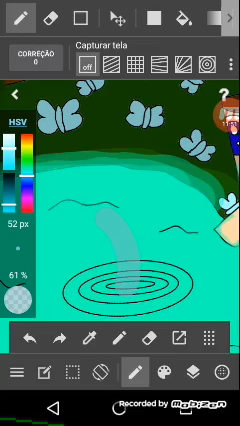 CORREÇÃO
0
Capturar tela
off
?
HSV
52 px
61 %
Recorded by mobizen